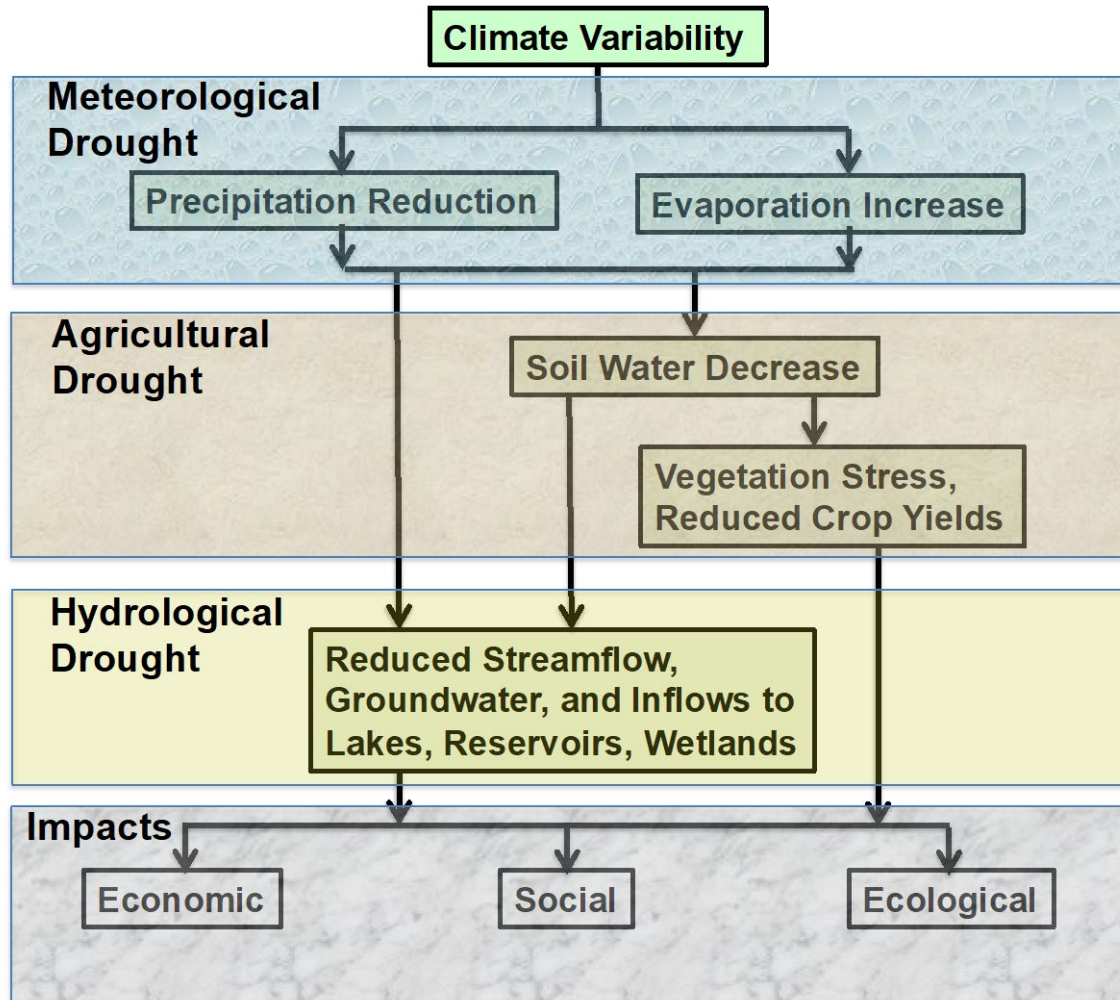 Climate Variability
Meteorological
Drought
Precipitation Reduction
Evaporation Increase
Agricultural
Drought
Soil Water Decrease
Vegetation Stress,
Reduced Crop Yields
Hydrological
Drought
Reduced Streamflow,
Groundwater, and Inflows to
Lakes, Reservoirs, Wetlands
Impacts
Economic
Social
Ecological